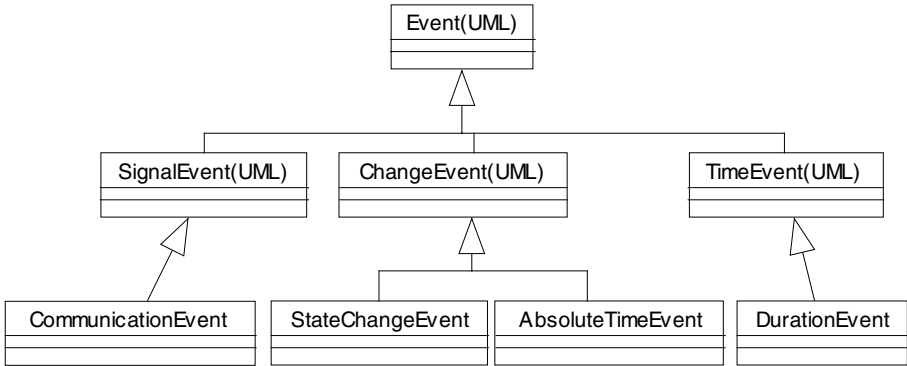 Event(UML)
SignalEvent(UML) ChangeEvent(UML) TimeEvent(UML)
CommunicationEvent StateChangeEvent AbsoluteTimeEvent DurationEvent